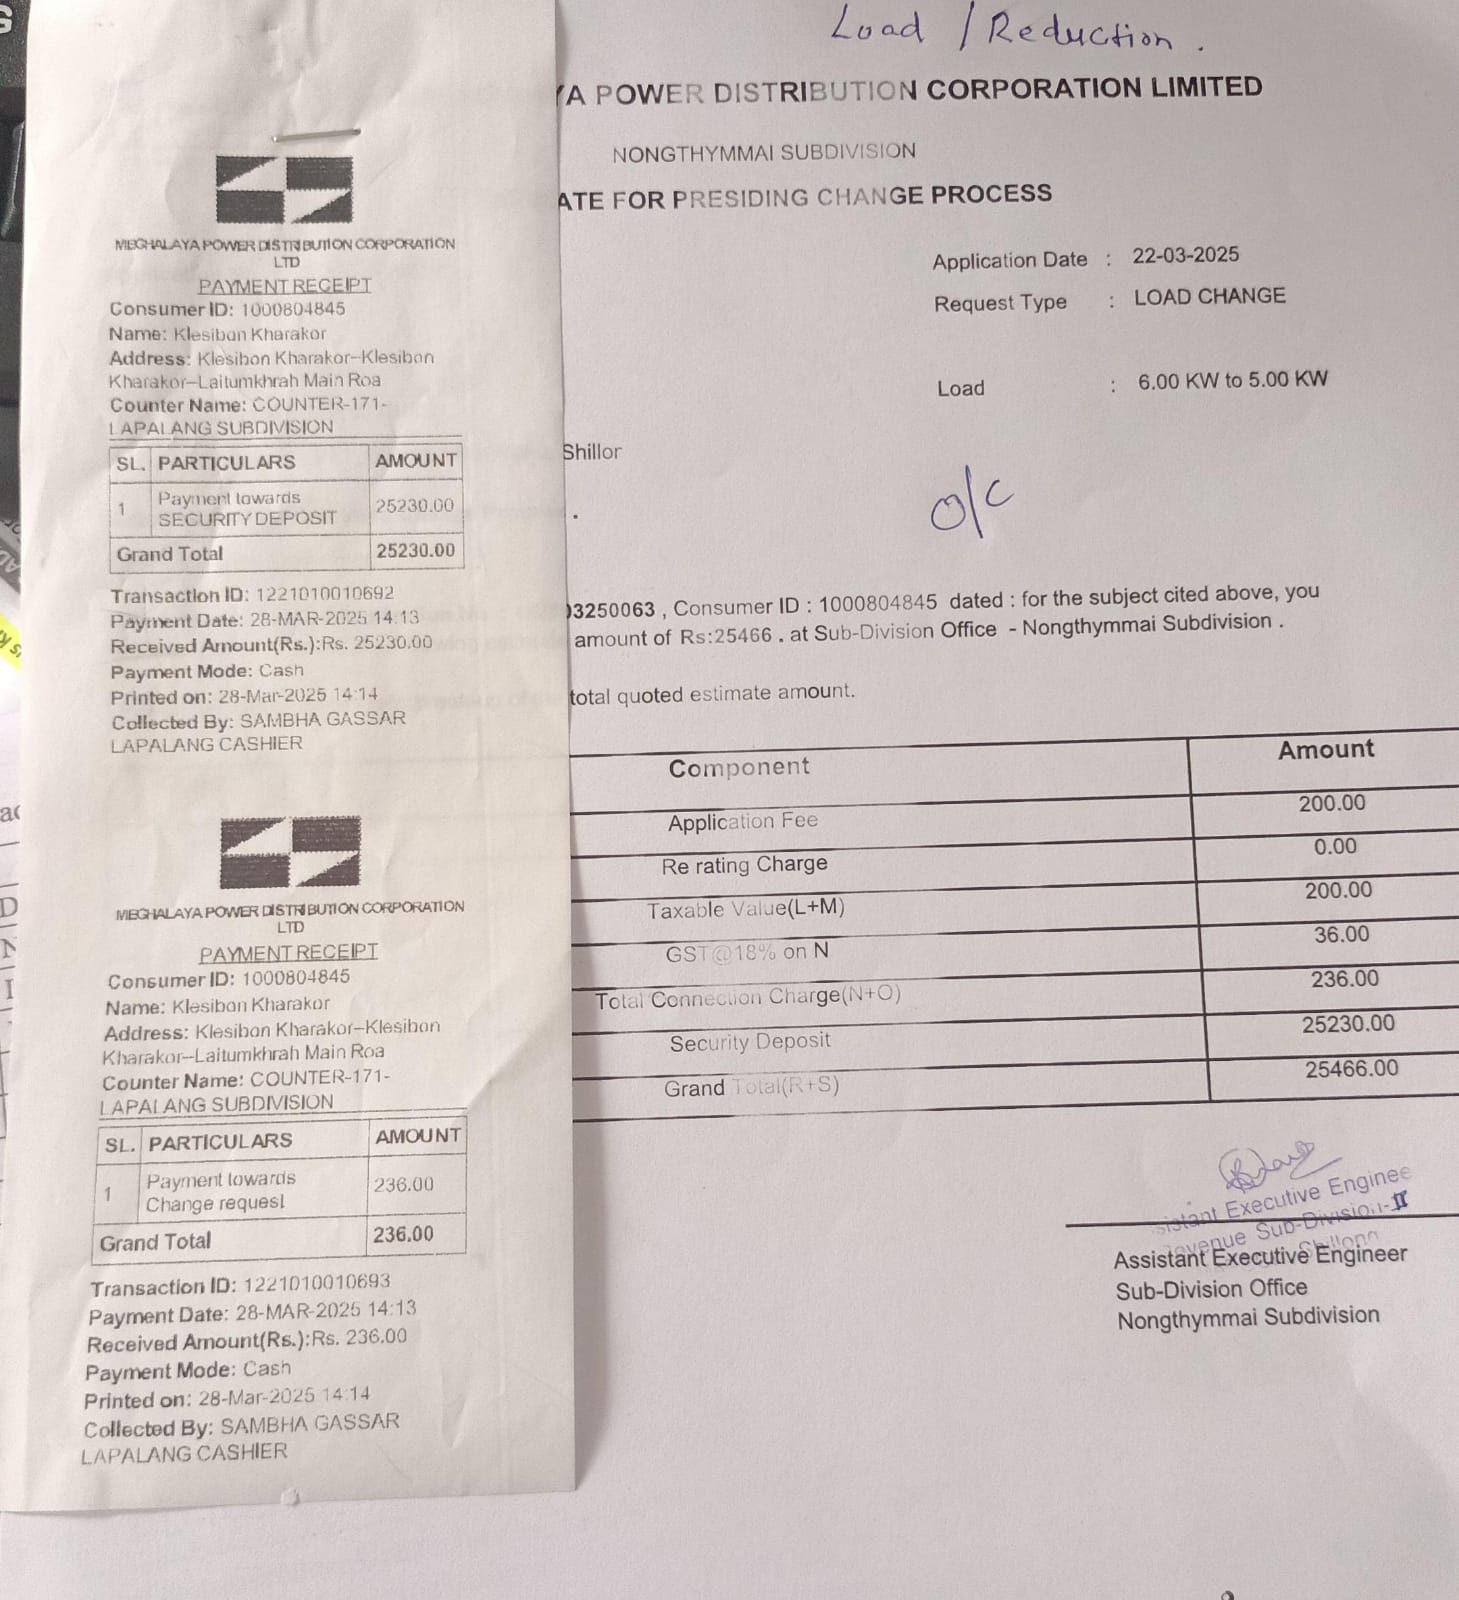 Load / Reduction .
MEGHALAYA POWER DISTRIBUTION CORPORATION
LTD
PAYMENT RECEIPT
Consumer ID: 1000804845
Name: Klesibon Kharakor
Address: Klesibon Kharakor-Klesibon
Kharakor-Laitumkhrah Main Roa
Counter Name: COUNTER-171-
LAPALANG SUBDIVISION
SL. PARTICULARS AMOUNT
1 Payment towards SECURITY DEPOSIT 25230.00
Grand Total 25230.00
Transaction ID: 1221010010692
Payment Date: 28-MAR-2025 14:13
Received Amount(Rs.):Rs. 25230.00
Payment Mode: Cash
Printed on: 28-Mar-2025 14:14
Collected By: SAMBHA GASSAR
LAPALANG CASHIER
MEGHALAYA POWER DISTRIBUTION CORPORATION
LTD
PAYMENT RECEIPT
Consumer ID: 1000804845
Name: Klesibon Kharakor
Address: Klesibon Kharakor-Klesibon
Kharakor-Laitumkhrah Main Roa
Counter Name: COUNTER-171-
LAPALANG SUBDIVISION
SL. PARTICULARS AMOUNT
1 Payment towards Change request 236.00
Grand Total 236.00
Transaction ID: 1221010010693
Payment Date: 28-MAR-2025 14:13
Received Amount(Rs.):Rs. 236.00
Payment Mode: Cash
Printed on: 28-Mar-2025 14:14
Collected By: SAMBHA GASSAR
LAPALANG CASHIER
YA POWER DISTRIBUTION CORPORATION LIMITED
NONGTHYMMAI SUBDIVISION
ATE FOR PRESIDING CHANGE PROCESS
Application Date : 22-03-2025
Request Type : LOAD CHANGE
Load : 6.00 KW to 5.00 KW
Shillor
O/C
03250063 , Consumer ID : 1000804845 dated : for the subject cited above, you
amount of Rs:25466 . at Sub-Division Office - Nongthymmai Subdivision .
total quoted estimate amount.
Component Amount
Application Fee 200.00
Re rating Charge 0.00
Taxable Value(L+M) 200.00
GST@18% on N 36.00
Total Connection Charge(N+O) 236.00
Security Deposit 25230.00
Grand Total(R+S) 25466.00
istant Executive Enginee
venue Sub-Division-II
Shillong
Assistant Executive Engineer
Sub-Division Office
Nongthymmai Subdivision